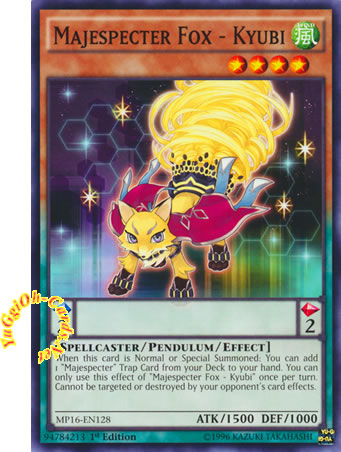 MAJESPECTER FOX - KYUBI
風
2
[SPELLCASTER/PENDULUM/EFFECT]
When this card is Normal or Special Summoned: You can add
1 "Majespecter" Trap Card from your Deck to your hand. You can
only use this effect of "Majespecter Fox - Kyubi" once per turn.
Cannot be targeted or destroyed by your opponent's card effects.
MP16-EN128 ATK/1500 DEF/1000
94784213 1st Edition ©1996 KAZUKI TAKAHASHI